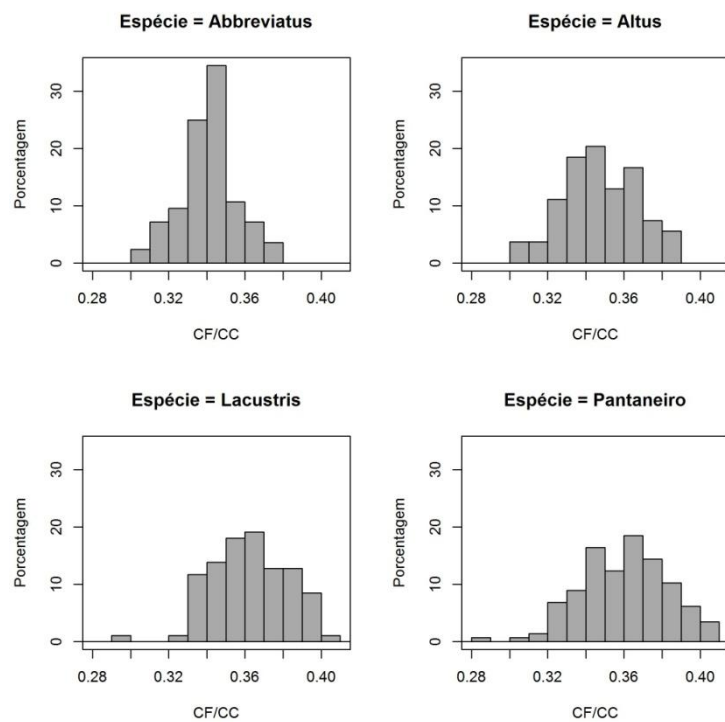 Espécie = Abbreviatus
Porcentagem
30
20
10
0
0.28
0.32
0.36
0.40
CF/CC
Espécie = Altus
Porcentagem
30
20
10
0
0.28
0.32
0.36
0.40
CF/CC
Espécie = Lacustris
Porcentagem
30
20
10
0
0.28
0.32
0.36
0.40
CF/CC
Espécie = Pantaneiro
Porcentagem
30
20
10
0
0.28
0.32
0.36
0.40
CF/CC